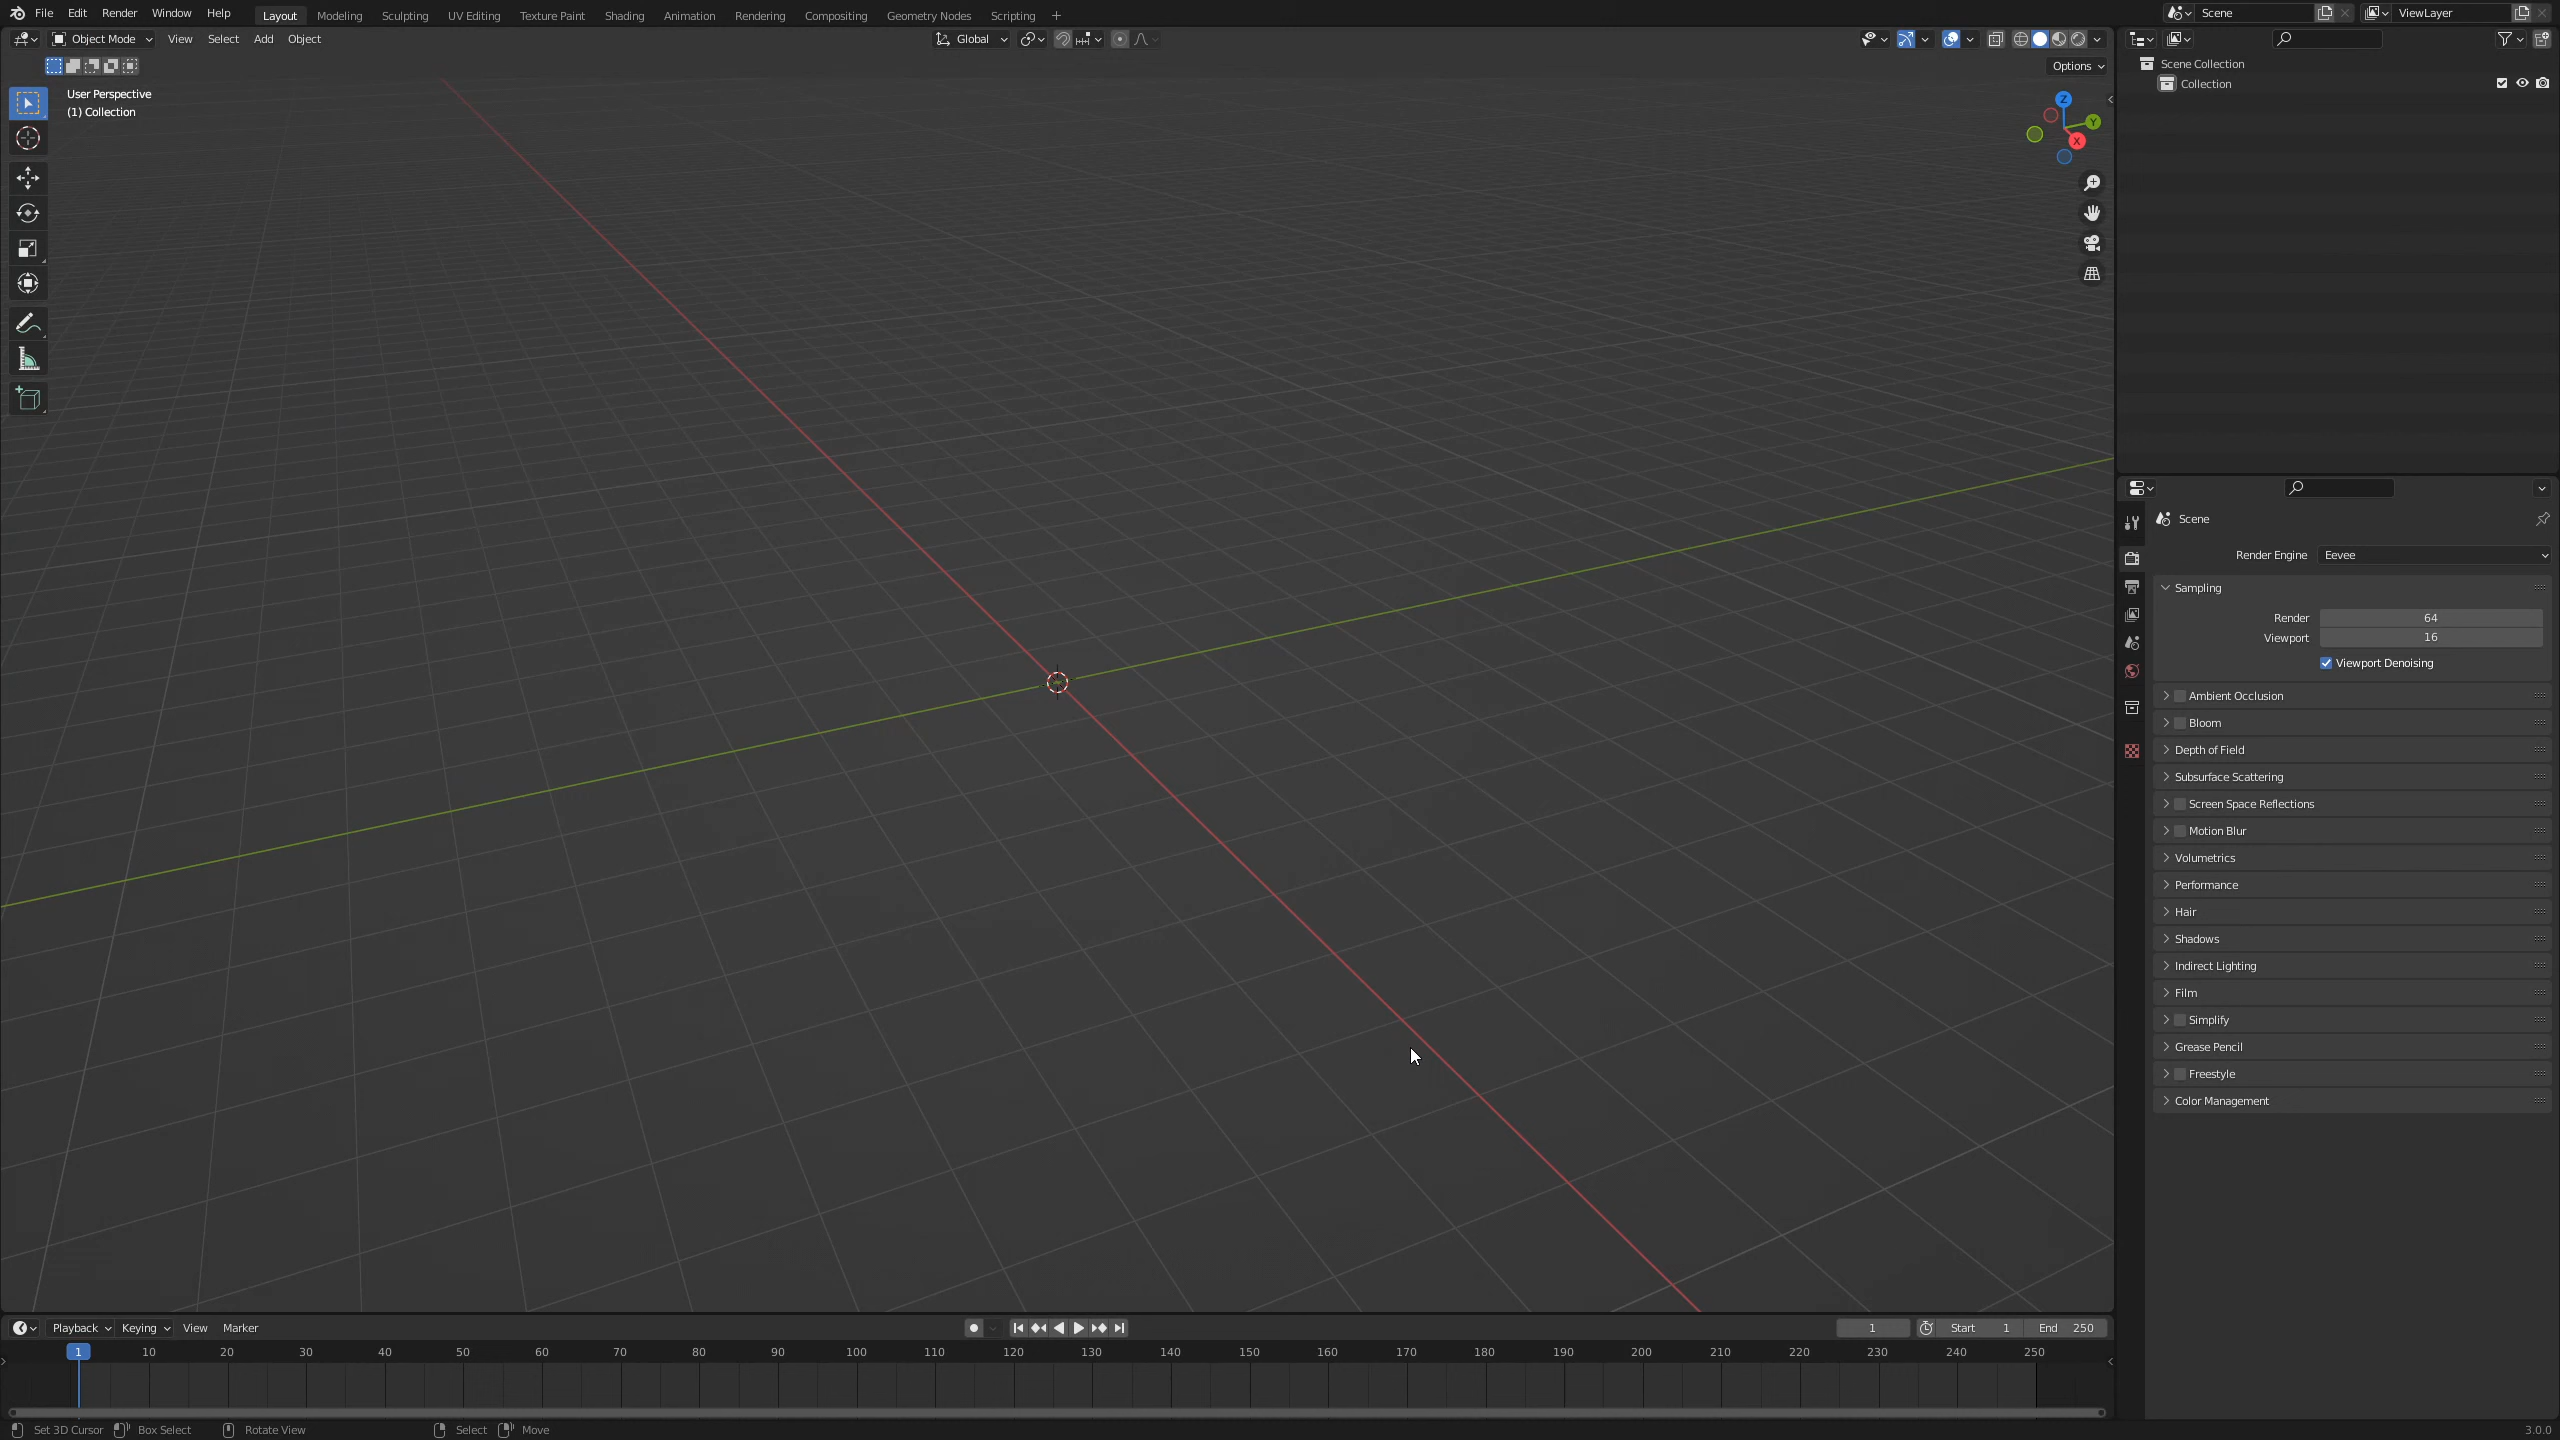 File Edit Render Window Help Layout Modeling Sculpting UV Editing Texture Paint Shading Animation Rendering Compositing Geometry Nodes Scripting + Scene ViewLayer
Object Mode View Select Add Object Global
Options
User Perspective
(1) Collection
Z
Y
X
Scene Collection
Collection
Scene
Render Engine Eevee
Sampling
Render 64
Viewport 16
Viewport Denoising
Ambient Occlusion
Bloom
Depth of Field
Subsurface Scattering
Screen Space Reflections
Motion Blur
Volumetrics
Performance
Hair
Shadows
Indirect Lighting
Film
Simplify
Grease Pencil
Freestyle
Color Management
Playback Keying View Marker 1 Start 1 End 250
1 10 20 30 40 50 60 70 80 90 100 110 120 130 140 150 160 170 180 190 200 210 220 230 240 250
Set 3D Cursor Box Select Rotate View Select Move 3.0.0